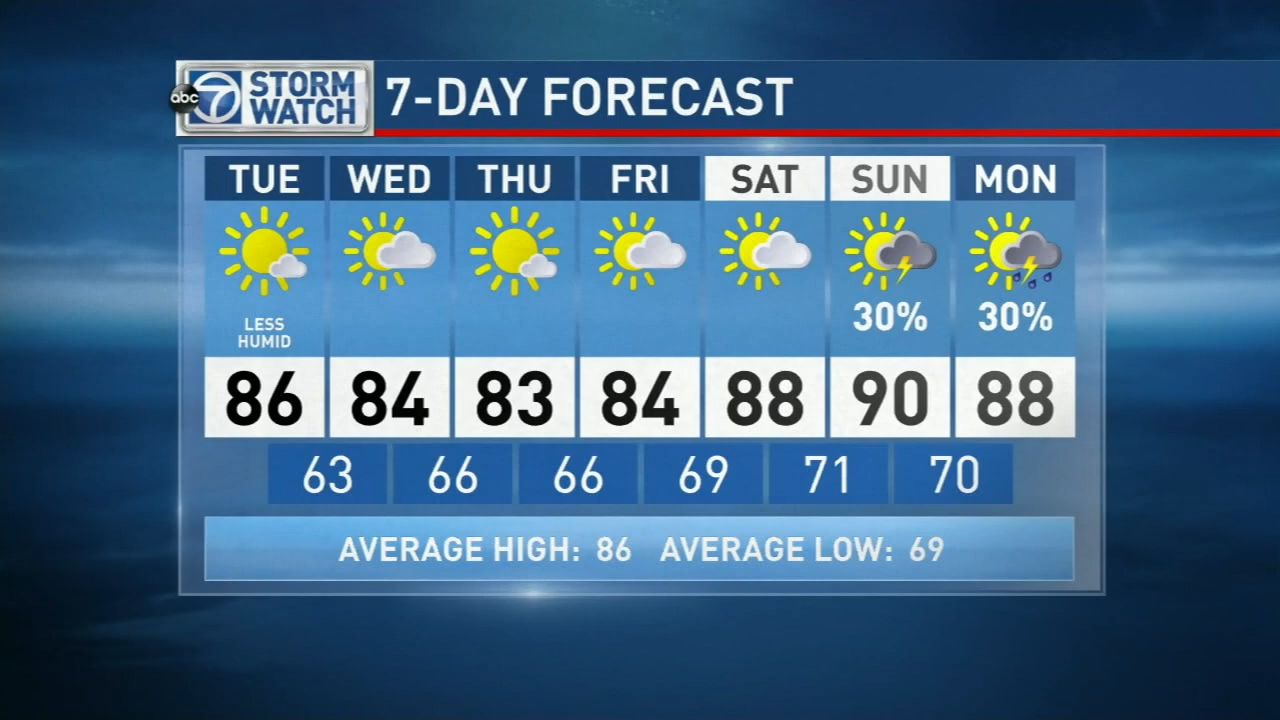 abc 7 STORM
WATCH
7-DAY FORECAST
TUE WED THU FRI SAT SUN MON
30% 30%
LESS
HUMID
86 84 83 84 88 90 88
63 66 66 69 71 70
AVERAGE HIGH: 86 AVERAGE LOW: 69